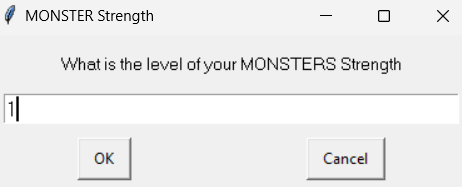 MONSTER Strength
What is the level of your MONSTERS Strength
1
OK Cancel